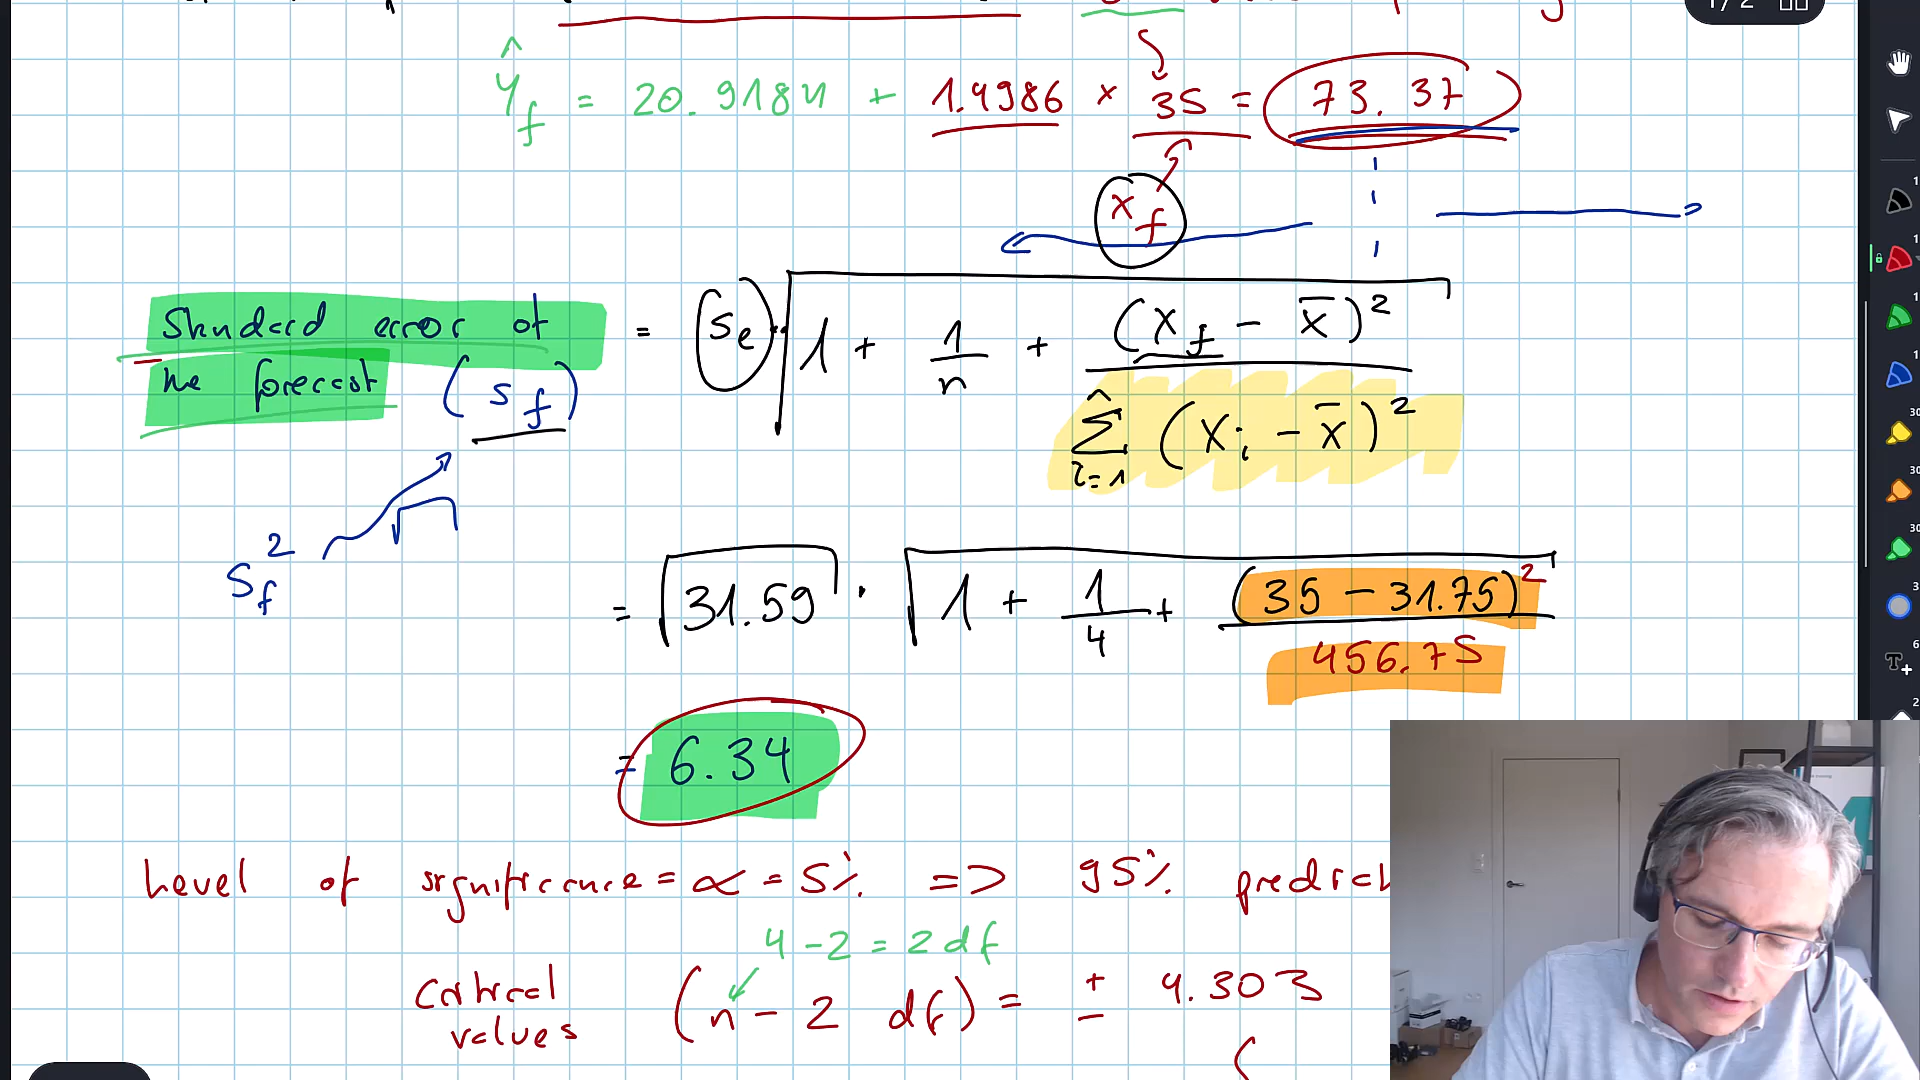 1/2
ŷf = 20.9184 + 1.4986 × 35 = 73.37
xf
Standard error of = se · √ 1 + 1/n + (xf − x̄)² / Σ i=1 (xi − x̄)²
the forecast (sf)
sf²
= √31.59 · √ 1 + 1/4 + (35 − 31.75)² / 456.75
= 6.34
Level of significance = α = 5% => 95%
4 − 2 = 2 df
Critical values (n − 2 df) = ± 4.303